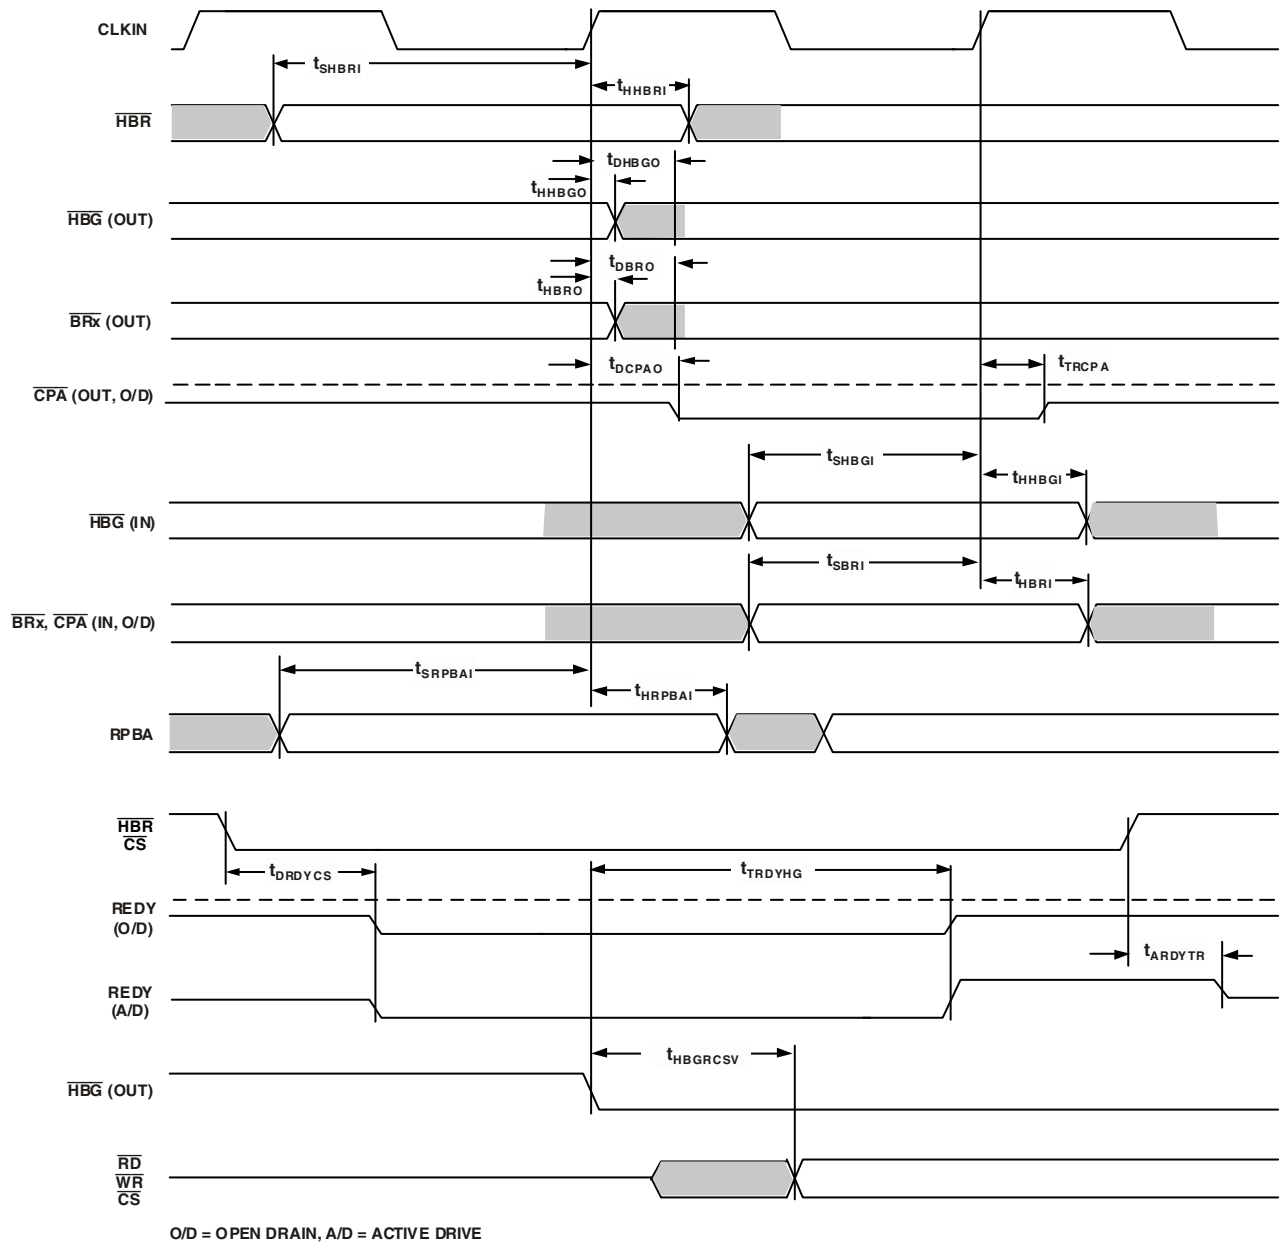 CLKIN
tSHBRI
tHHBRI
HBR
tDHBGO
tHHBGO
HBG (OUT)
tDBRO
tHBRO
BRx (OUT)
tDCPAO
tTRCPA
CPA (OUT, O/D)
tSHBGI
tHHBGI
HBG (IN)
tSBRI
tHBRI
BRx, CPA (IN, O/D)
tSRPBAI
tHRPBAI
RPBA
HBR
CS
tDRDYCS
tTRDYHG
REDY
(O/D)
tARDYTR
REDY
(A/D)
tHBGRCSV
HBG (OUT)
RD
WR
CS
O/D = OPEN DRAIN, A/D = ACTIVE DRIVE